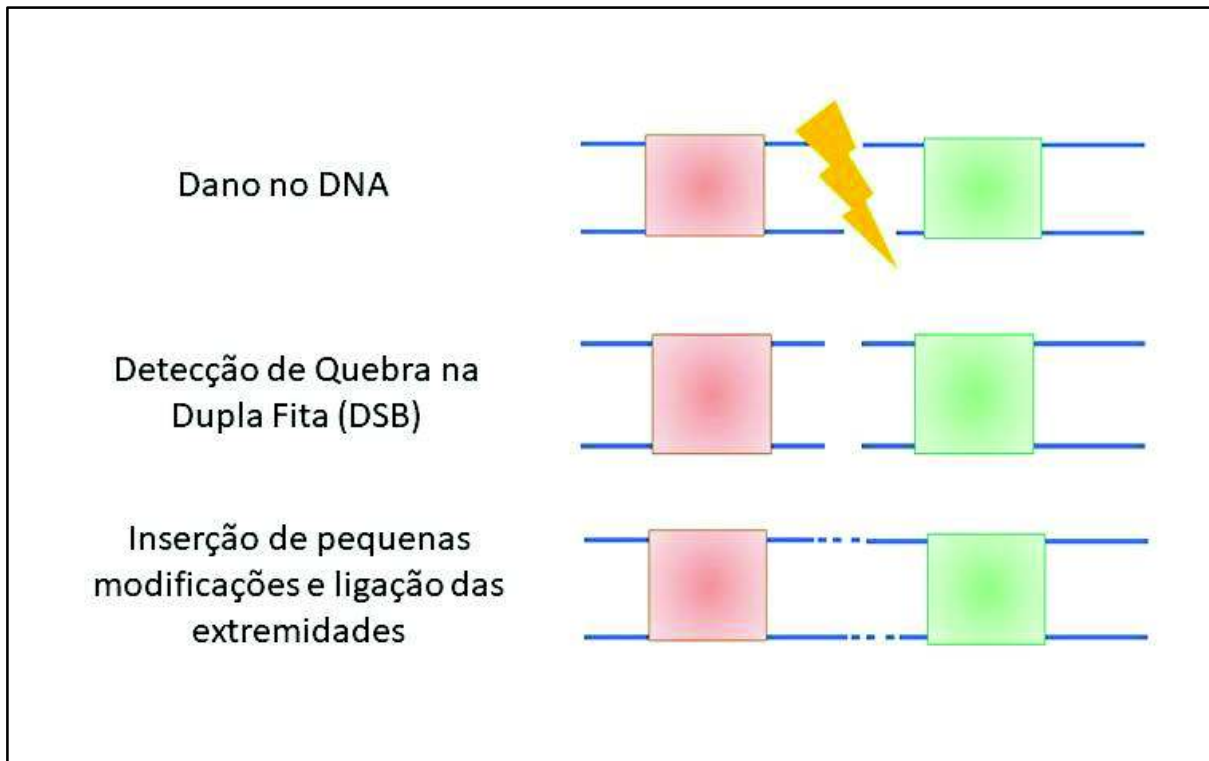 Dano no DNA
Detecção de Quebra na
Dupla Fita (DSB)
Inserção de pequenas
modificações e ligação das
extremidades